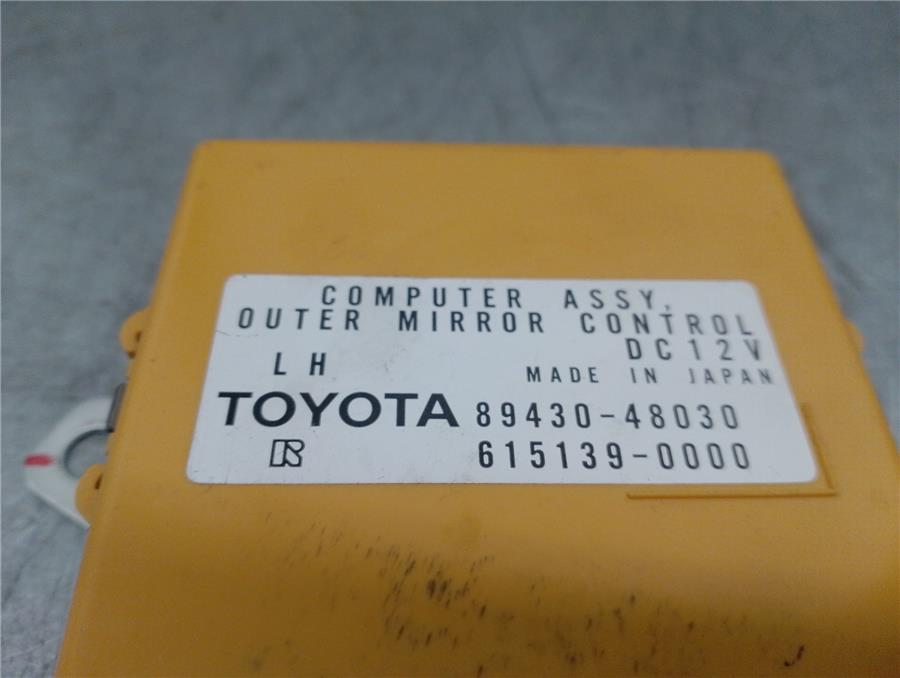 COMPUTER ASSY,
OUTER MIRROR CONTROL
DC12V
LH
MADE IN JAPAN
TOYOTA 89430-48030
R 615139-0000